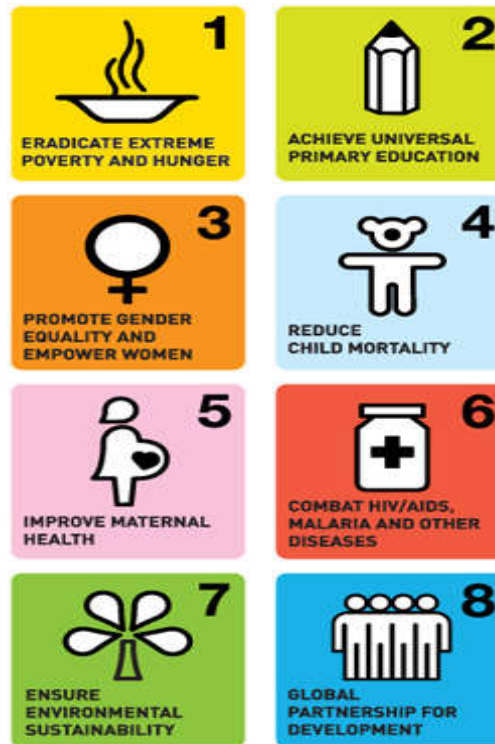 1
ERADICATE EXTREME
POVERTY AND HUNGER
2
ACHIEVE UNIVERSAL
PRIMARY EDUCATION
3
PROMOTE GENDER
EQUALITY AND
EMPOWER WOMEN
4
REDUCE
CHILD MORTALITY
5
IMPROVE MATERNAL
HEALTH
6
COMBAT HIV/AIDS,
MALARIA AND OTHER
DISEASES
7
ENSURE
ENVIRONMENTAL
SUSTAINABILITY
8
GLOBAL
PARTNERSHIP FOR
DEVELOPMENT